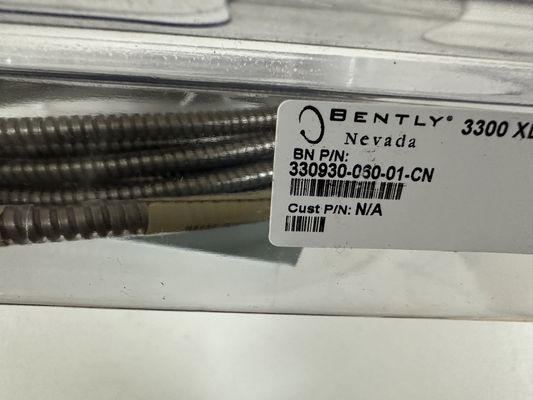 BENTLY® 3300 XL
Nevada
BN P/N:
330930-060-01-CN
Cust P/N: N/A